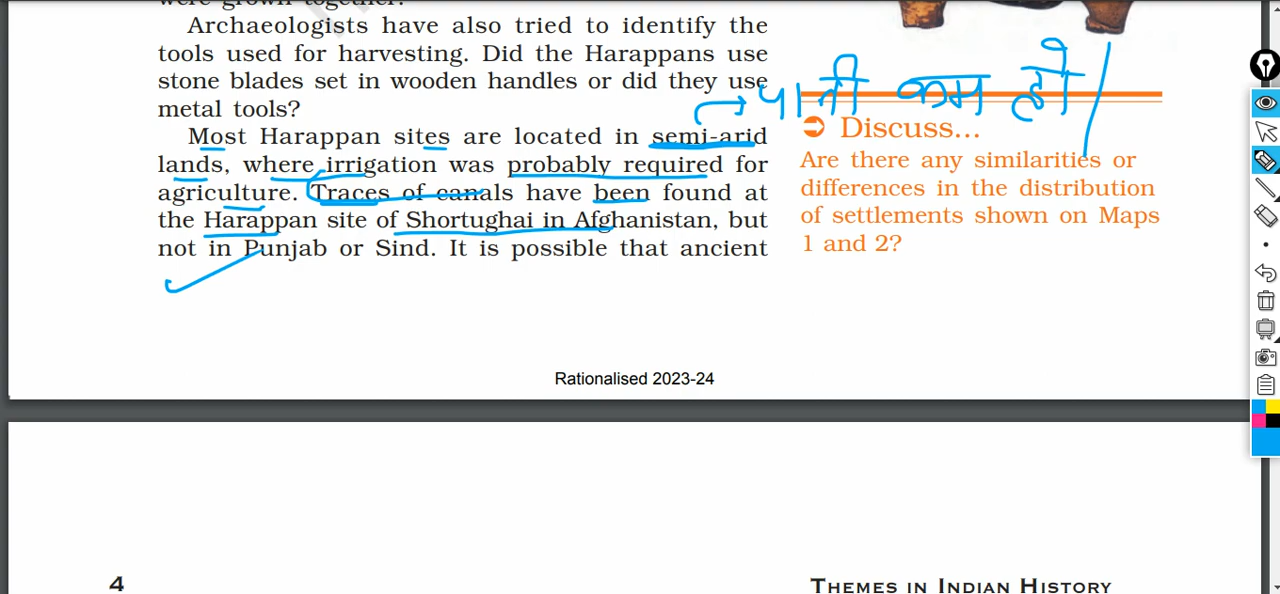 were grown together.
Archaeologists have also tried to identify the
tools used for harvesting. Did the Harappans use
stone blades set in wooden handles or did they use
metal tools?
Most Harappan sites are located in semi-arid
lands, where irrigation was probably required for
agriculture. Traces of canals have been found at
the Harappan site of Shortughai in Afghanistan, but
not in Punjab or Sind. It is possible that ancient
पानी कम हो
Discuss...
Are there any similarities or
differences in the distribution
of settlements shown on Maps
1 and 2?
Rationalised 2023-24
4
THEMES IN INDIAN HISTORY